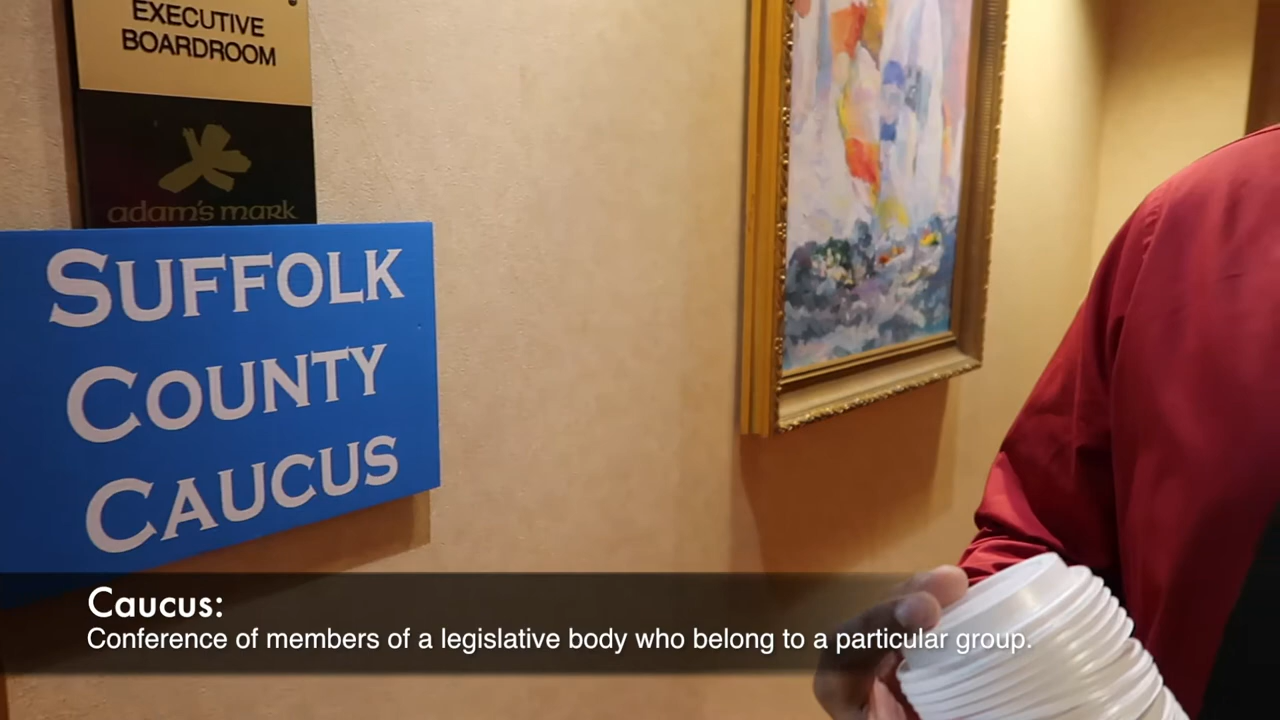 EXECUTIVE
BOARDROOM
adam's mark
SUFFOLK
COUNTY
CAUCUS
Caucus:
Conference of members of a legislative body who belong to a particular group.